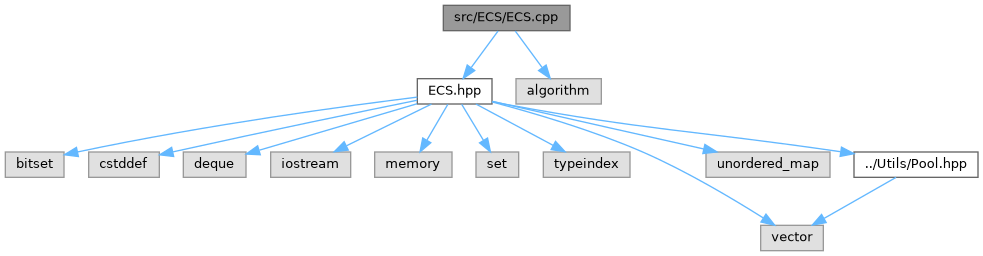 src/ECS/ECS.cpp
ECS.hpp
algorithm
bitset
cstddef
deque
iostream
memory
set
typeindex
unordered_map
../Utils/Pool.hpp
vector